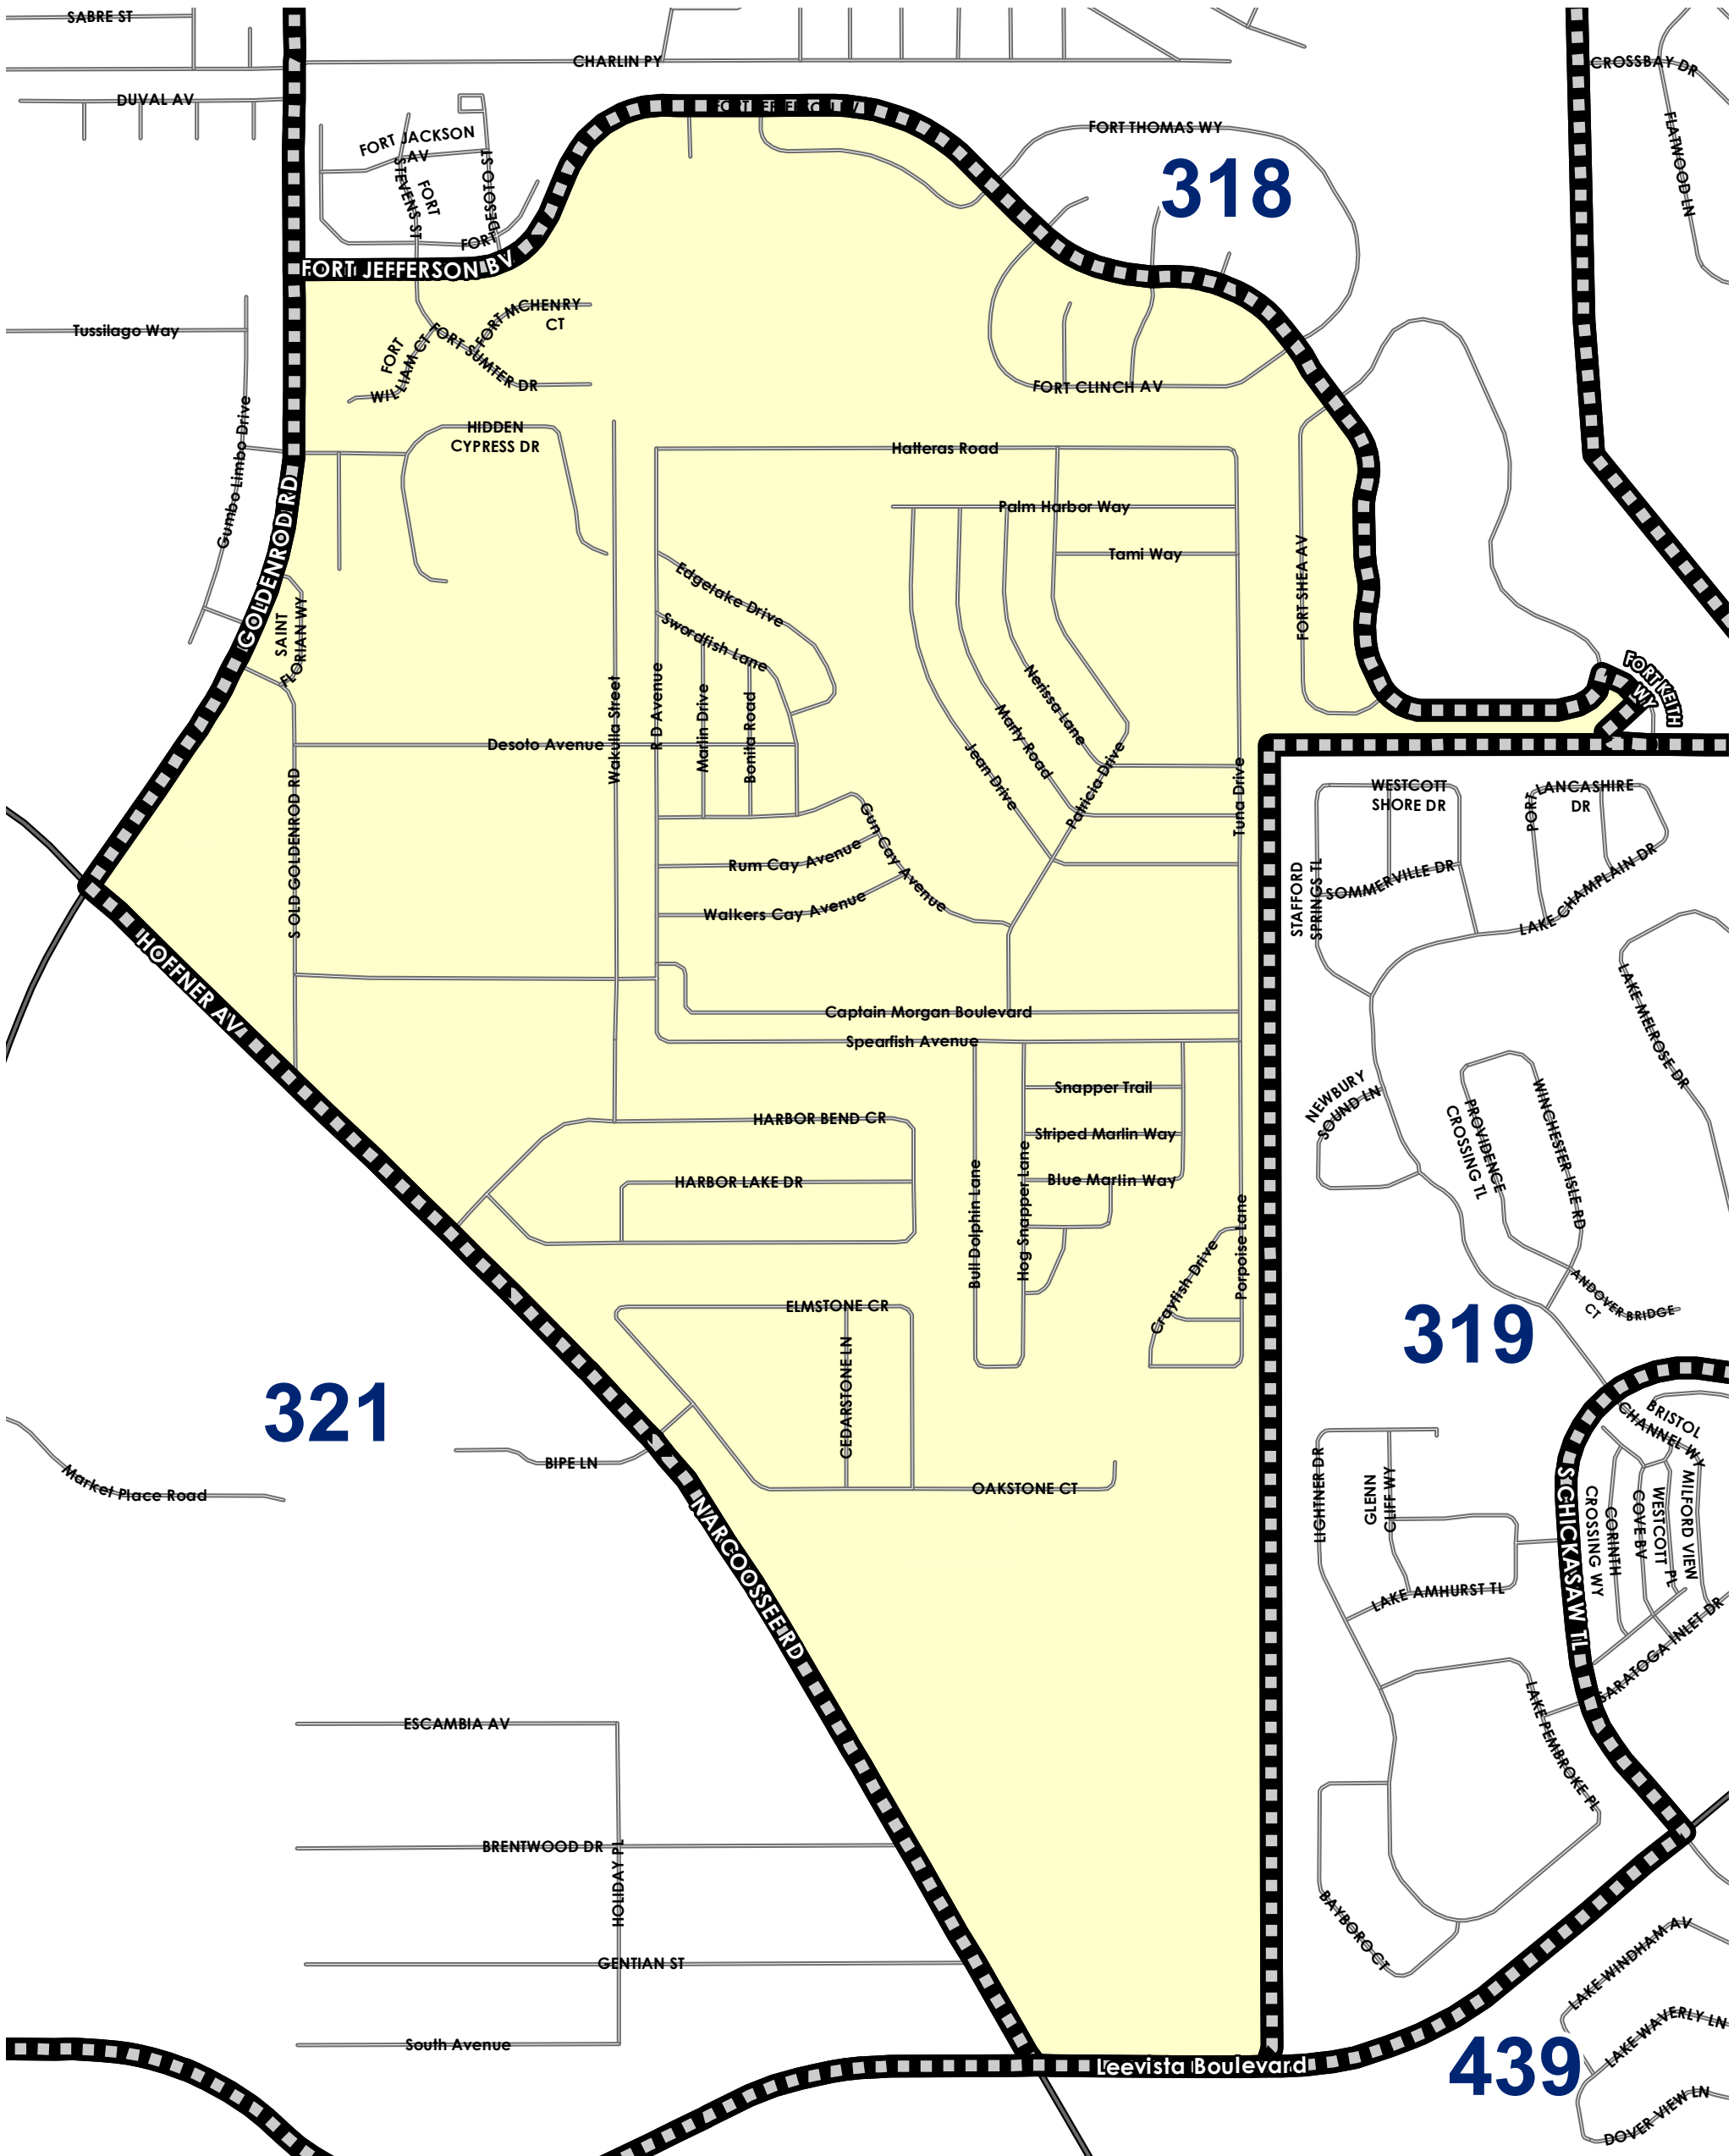 SABRE ST
CHARLIN PY
CROSSBAY DR
DUVAL AV
FORT JEFFERSON BV
FORT THOMAS WY
FLATWOOD LN
FORT JACKSON
AV
FORT
STEVENS ST
DESOTO ST
FORT
318
FORT JEFFERSON BV
Tussilago Way
FORT MCHENRY
CT
FORT
WILLIAM CT
FORT SUMTER DR
FORT CLINCH AV
HIDDEN
CYPRESS DR
Gumbo Limbo Drive
GOLDENROD RD
Hatteras Road
Palm Harbor Way
Tami Way
FORT SHEA AV
SAINT
FLORIAN WY
Edgelake Drive
Swordfish Lane
Wakulla Street
R D Avenue
Marlin Drive
Bonita Road
Nerissa Lane
Marty Road
Jean Drive
Patricia Drive
Tuna Drive
FORT KEITH
WY
Desoto Avenue
S OLD GOLDENROD RD
Gun Cay Avenue
Rum Cay Avenue
Walkers Cay Avenue
WESTCOTT
SHORE DR
PORT LANCASHIRE
DR
STAFFORD
SPRINGS TL
SOMMERVILLE DR
LAKE CHAMPLAIN DR
HOFFNER AV
LAKE MELROSE DR
Captain Morgan Boulevard
Spearfish Avenue
Snapper Trail
Striped Marlin Way
Blue Marlin Way
HARBOR BEND CR
HARBOR LAKE DR
Bull Dolphin Lane
Hog Snapper Lane
Porpoise Lane
Crayfish Drive
NEWBURY
SOUND LN
PROVIDENCE
CROSSING TL
WINCHESTER ISLE RD
ANDOVER BRIDGE
CT
319
ELMSTONE CR
CEDARSTONE LN
OAKSTONE CT
321
BIPE LN
Market Place Road
NARCOOSSEE RD
BRISTOL
CHANNEL WY
LIGHTNER DR
GLENN
CLIFF WY
LAKE AMHURST TL
S CHICKASAW TL
CORINTH
CROSSING WY
WESTCOTT
COVE BV
MILFORD VIEW
PL
SARATOGA INLET DR
LAKE PEMBROKE PL
ESCAMBIA AV
BRENTWOOD DR
HOLIDAY PL
GENTIAN ST
South Avenue
BAYBORO CT
LAKE WINDHAM AV
LAKE WAVERLY LN
439
DOVER VIEW LN
Leevista Boulevard